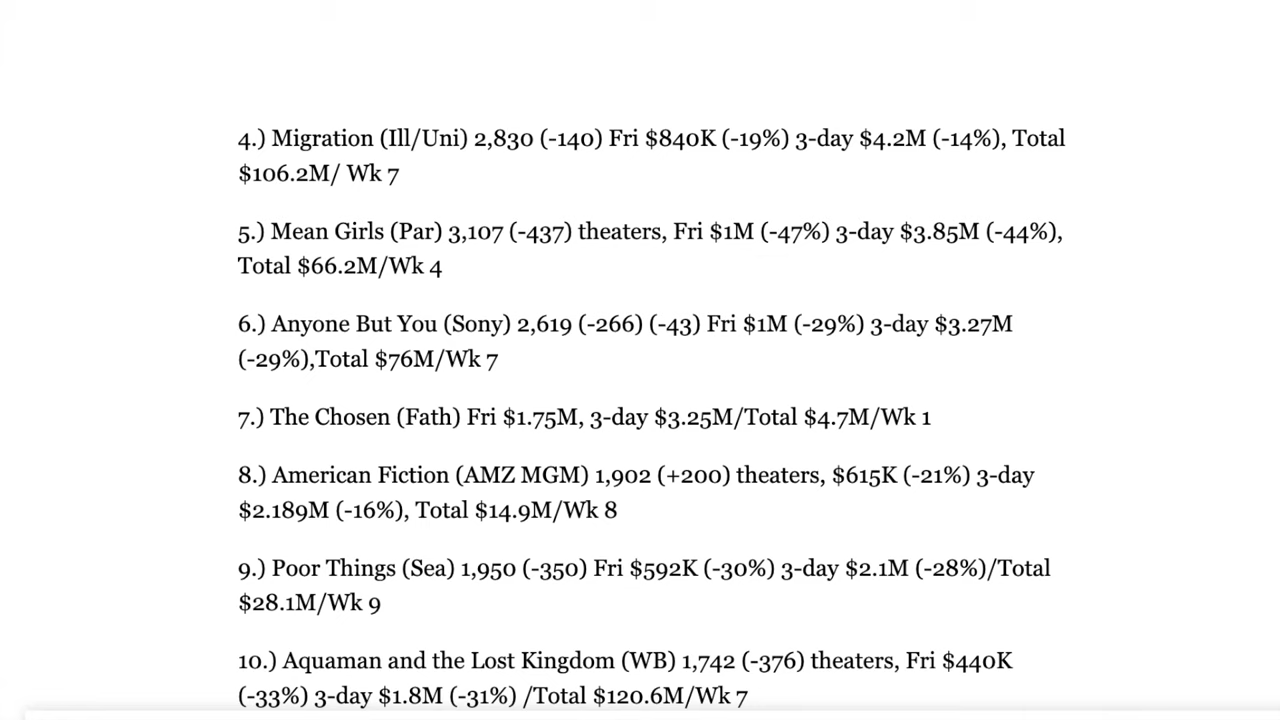 4.) Migration (Ill/Uni) 2,830 (-140) Fri $840K (-19%) 3-day $4.2M (-14%), Total
$106.2M/ Wk 7
5.) Mean Girls (Par) 3,107 (-437) theaters, Fri $1M (-47%) 3-day $3.85M (-44%),
Total $66.2M/Wk 4
6.) Anyone But You (Sony) 2,619 (-266) (-43) Fri $1M (-29%) 3-day $3.27M
(-29%),Total $76M/Wk 7
7.) The Chosen (Fath) Fri $1.75M, 3-day $3.25M/Total $4.7M/Wk 1
8.) American Fiction (AMZ MGM) 1,902 (+200) theaters, $615K (-21%) 3-day
$2.189M (-16%), Total $14.9M/Wk 8
9.) Poor Things (Sea) 1,950 (-350) Fri $592K (-30%) 3-day $2.1M (-28%)/Total
$28.1M/Wk 9
10.) Aquaman and the Lost Kingdom (WB) 1,742 (-376) theaters, Fri $440K
(-33%) 3-day $1.8M (-31%) /Total $120.6M/Wk 7